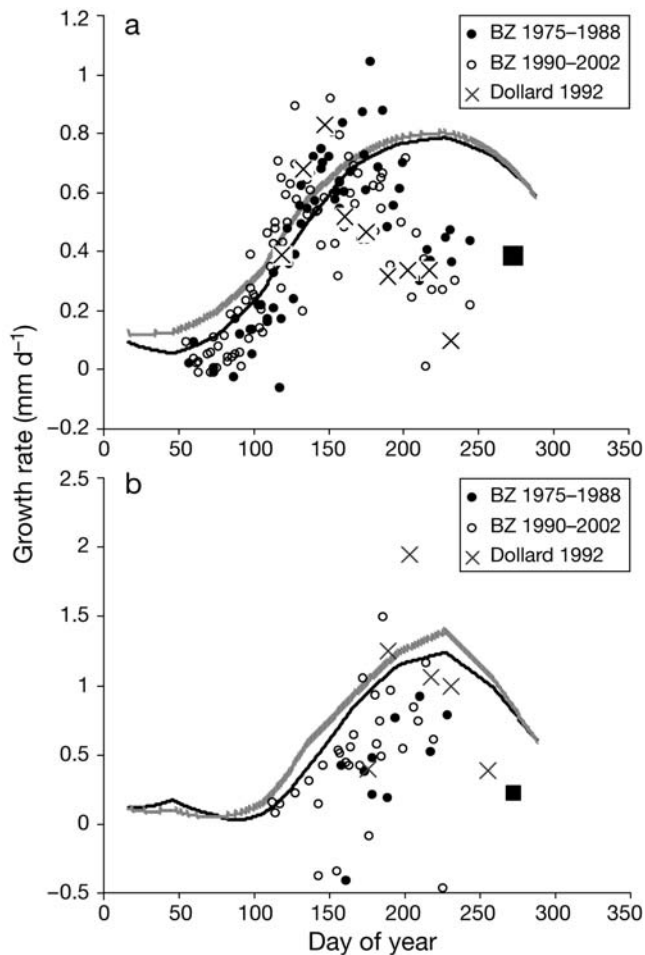 a
BZ 1975–1988
BZ 1990–2002
Dollard 1992
1.2
1
0.8
0.6
0.4
0.2
0
–0.2
0 50 100 150 200 250 300 350
b
BZ 1975–1988
BZ 1990–2002
Dollard 1992
2.5
2
1.5
1
0.5
0
–0.5
0 50 100 150 200 250 300 350
Growth rate (mm d–1)
Day of year